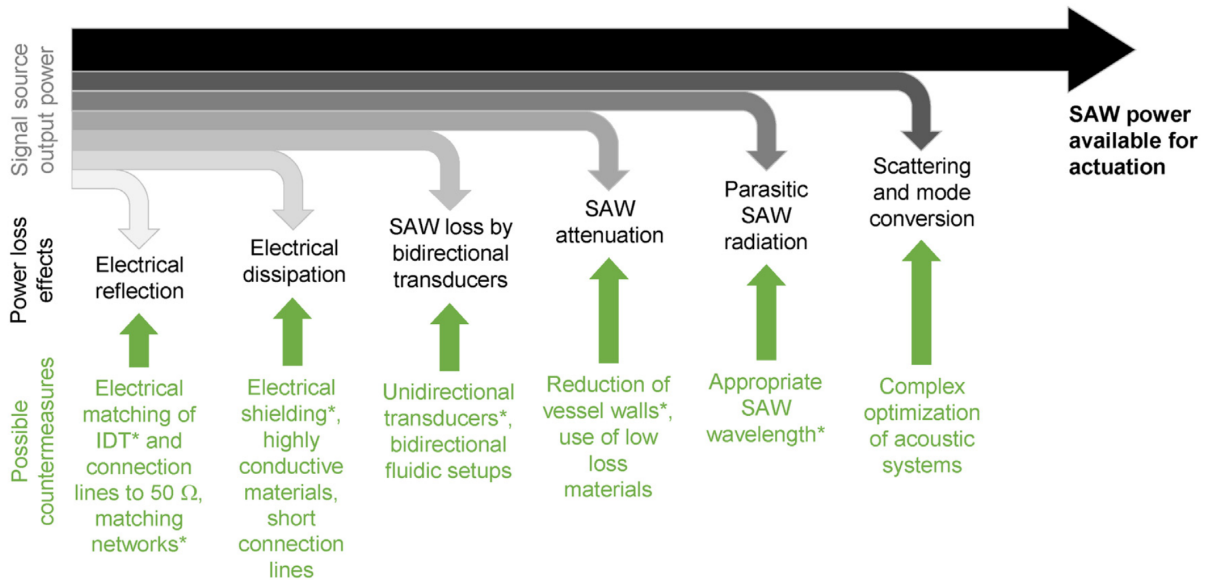 Signal source
output power
SAW power
available for
actuation
Power loss
effects
Electrical
reflection
Electrical
dissipation
SAW loss by
bidirectional
transducers
SAW
attenuation
Parasitic
SAW
radiation
Scattering
and mode
conversion
Possible
countermeasures
Electrical
matching of
IDT* and
connection
lines to 50 Ω,
matching
networks*
Electrical
shielding*,
highly
conductive
materials,
short
connection
lines
Unidirectional
transducers*,
bidirectional
fluidic setups
Reduction of
vessel walls*,
use of low
loss
materials
Appropriate
SAW
wavelength*
Complex
optimization
of acoustic
systems